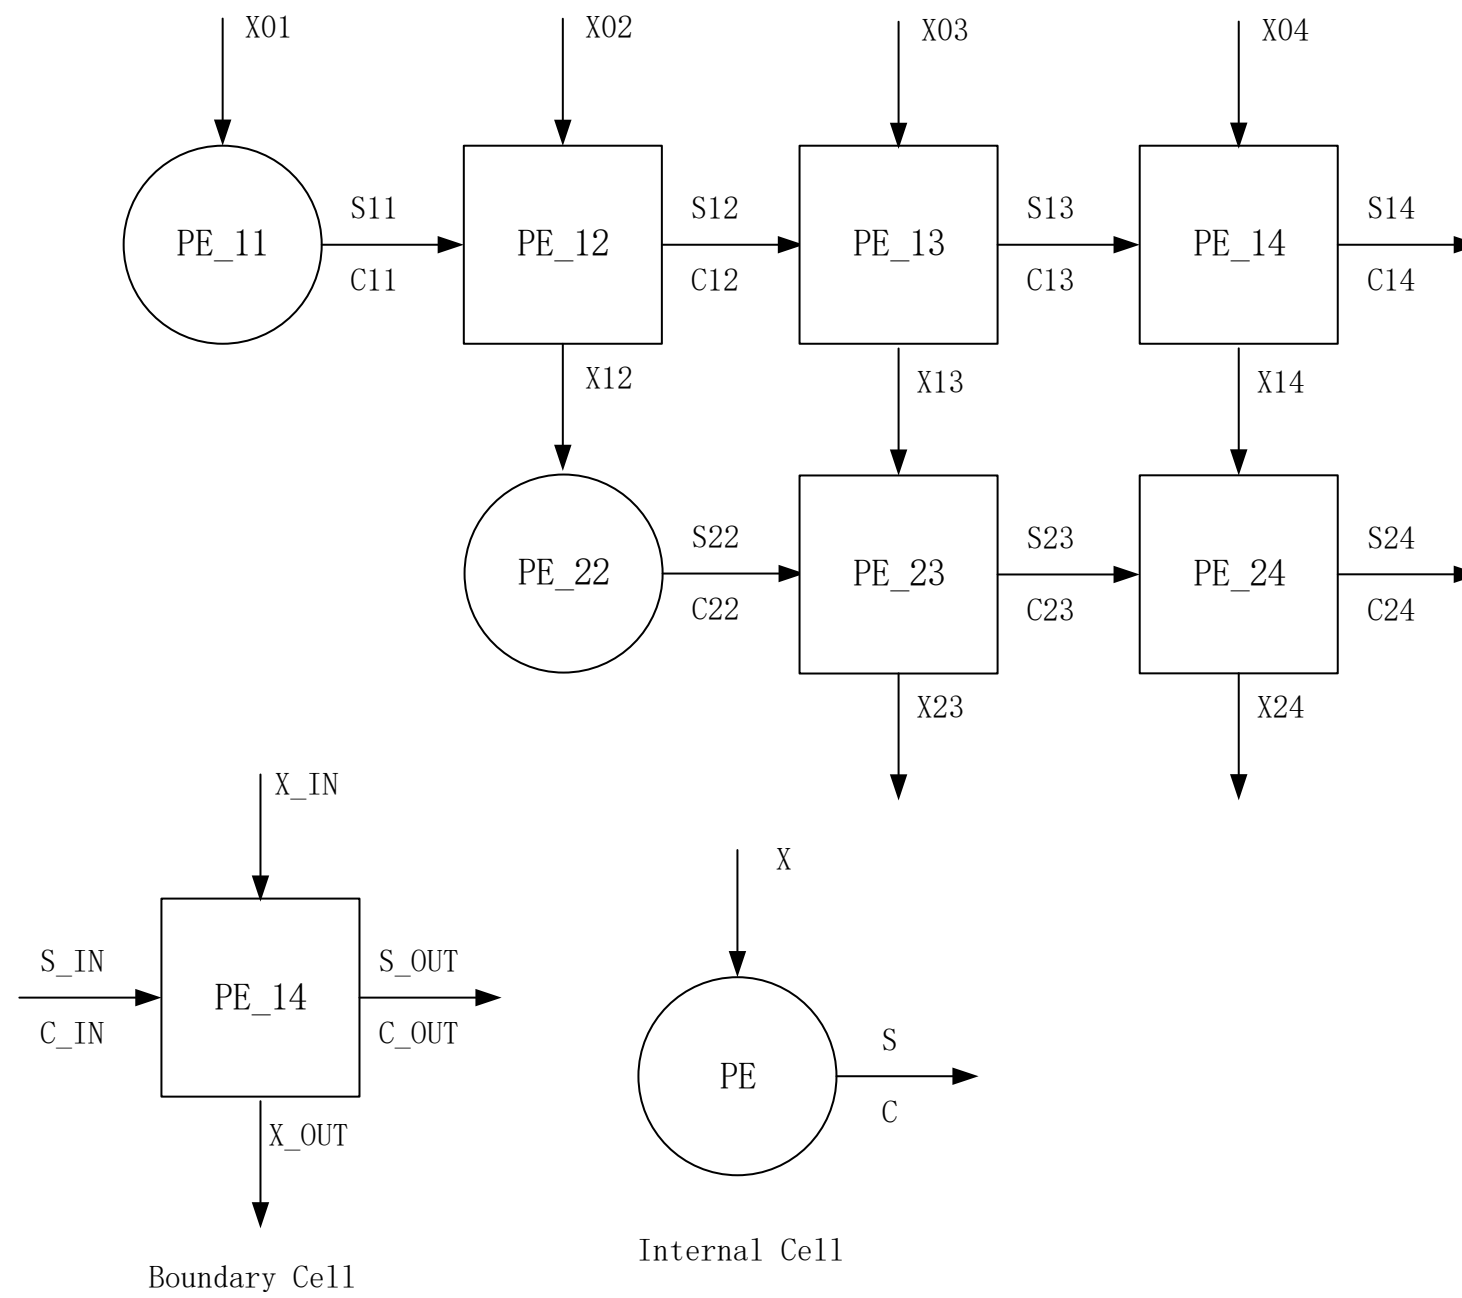 X01
X02
X03
X04
PE_11
S11
C11
PE_12
S12
C12
PE_13
S13
C13
PE_14
S14
C14
X12
X13
X14
PE_22
S22
C22
PE_23
S23
C23
PE_24
S24
C24
X23
X24
X_IN
S_IN
C_IN
PE_14
S_OUT
C_OUT
X_OUT
Boundary Cell
X
PE
S
C
Internal Cell